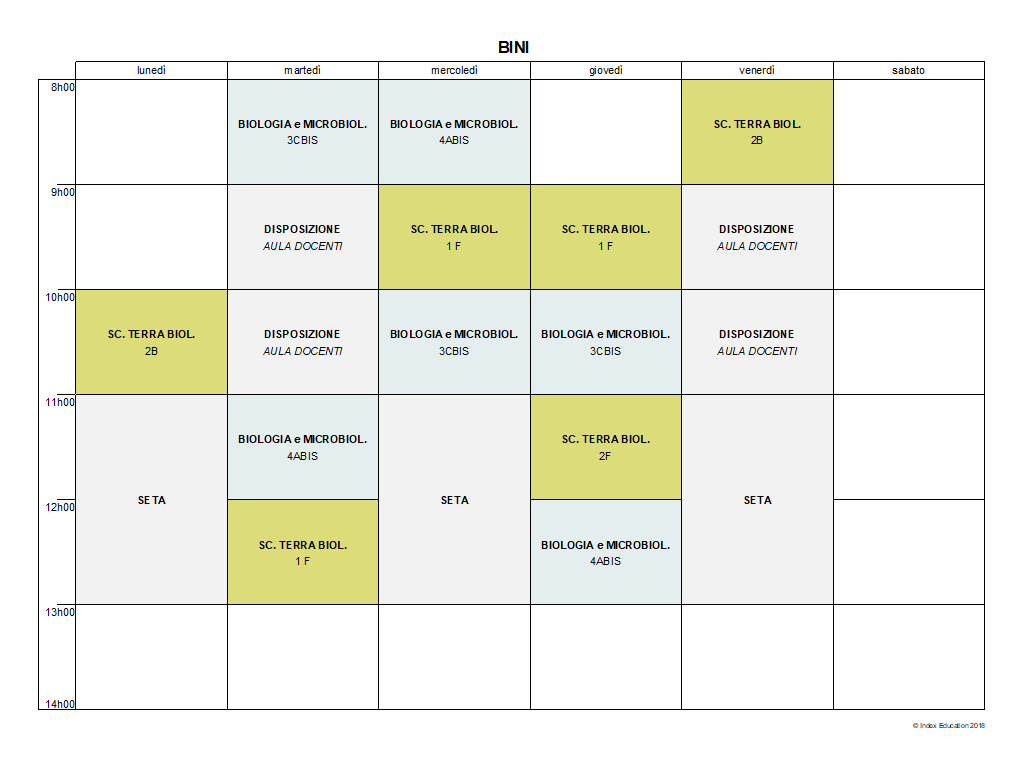 BINI
lunedì martedì mercoledì giovedì venerdì sabato
8h00
BIOLOGIA e MICROBIOL. BIOLOGIA e MICROBIOL. SC. TERRA BIOL.
3CBIS 4ABIS 2B
9h00
DISPOSIZIONE SC. TERRA BIOL. SC. TERRA BIOL. DISPOSIZIONE
AULA DOCENTI 1 F 1 F AULA DOCENTI
10h00
SC. TERRA BIOL. DISPOSIZIONE BIOLOGIA e MICROBIOL. BIOLOGIA e MICROBIOL. DISPOSIZIONE
2B AULA DOCENTI 3CBIS 3CBIS AULA DOCENTI
11h00
BIOLOGIA e MICROBIOL. SC. TERRA BIOL.
4ABIS 2F
SETA SETA SETA
12h00
SC. TERRA BIOL. BIOLOGIA e MICROBIOL.
1 F 4ABIS
13h00
14h00
© Index Education 2018